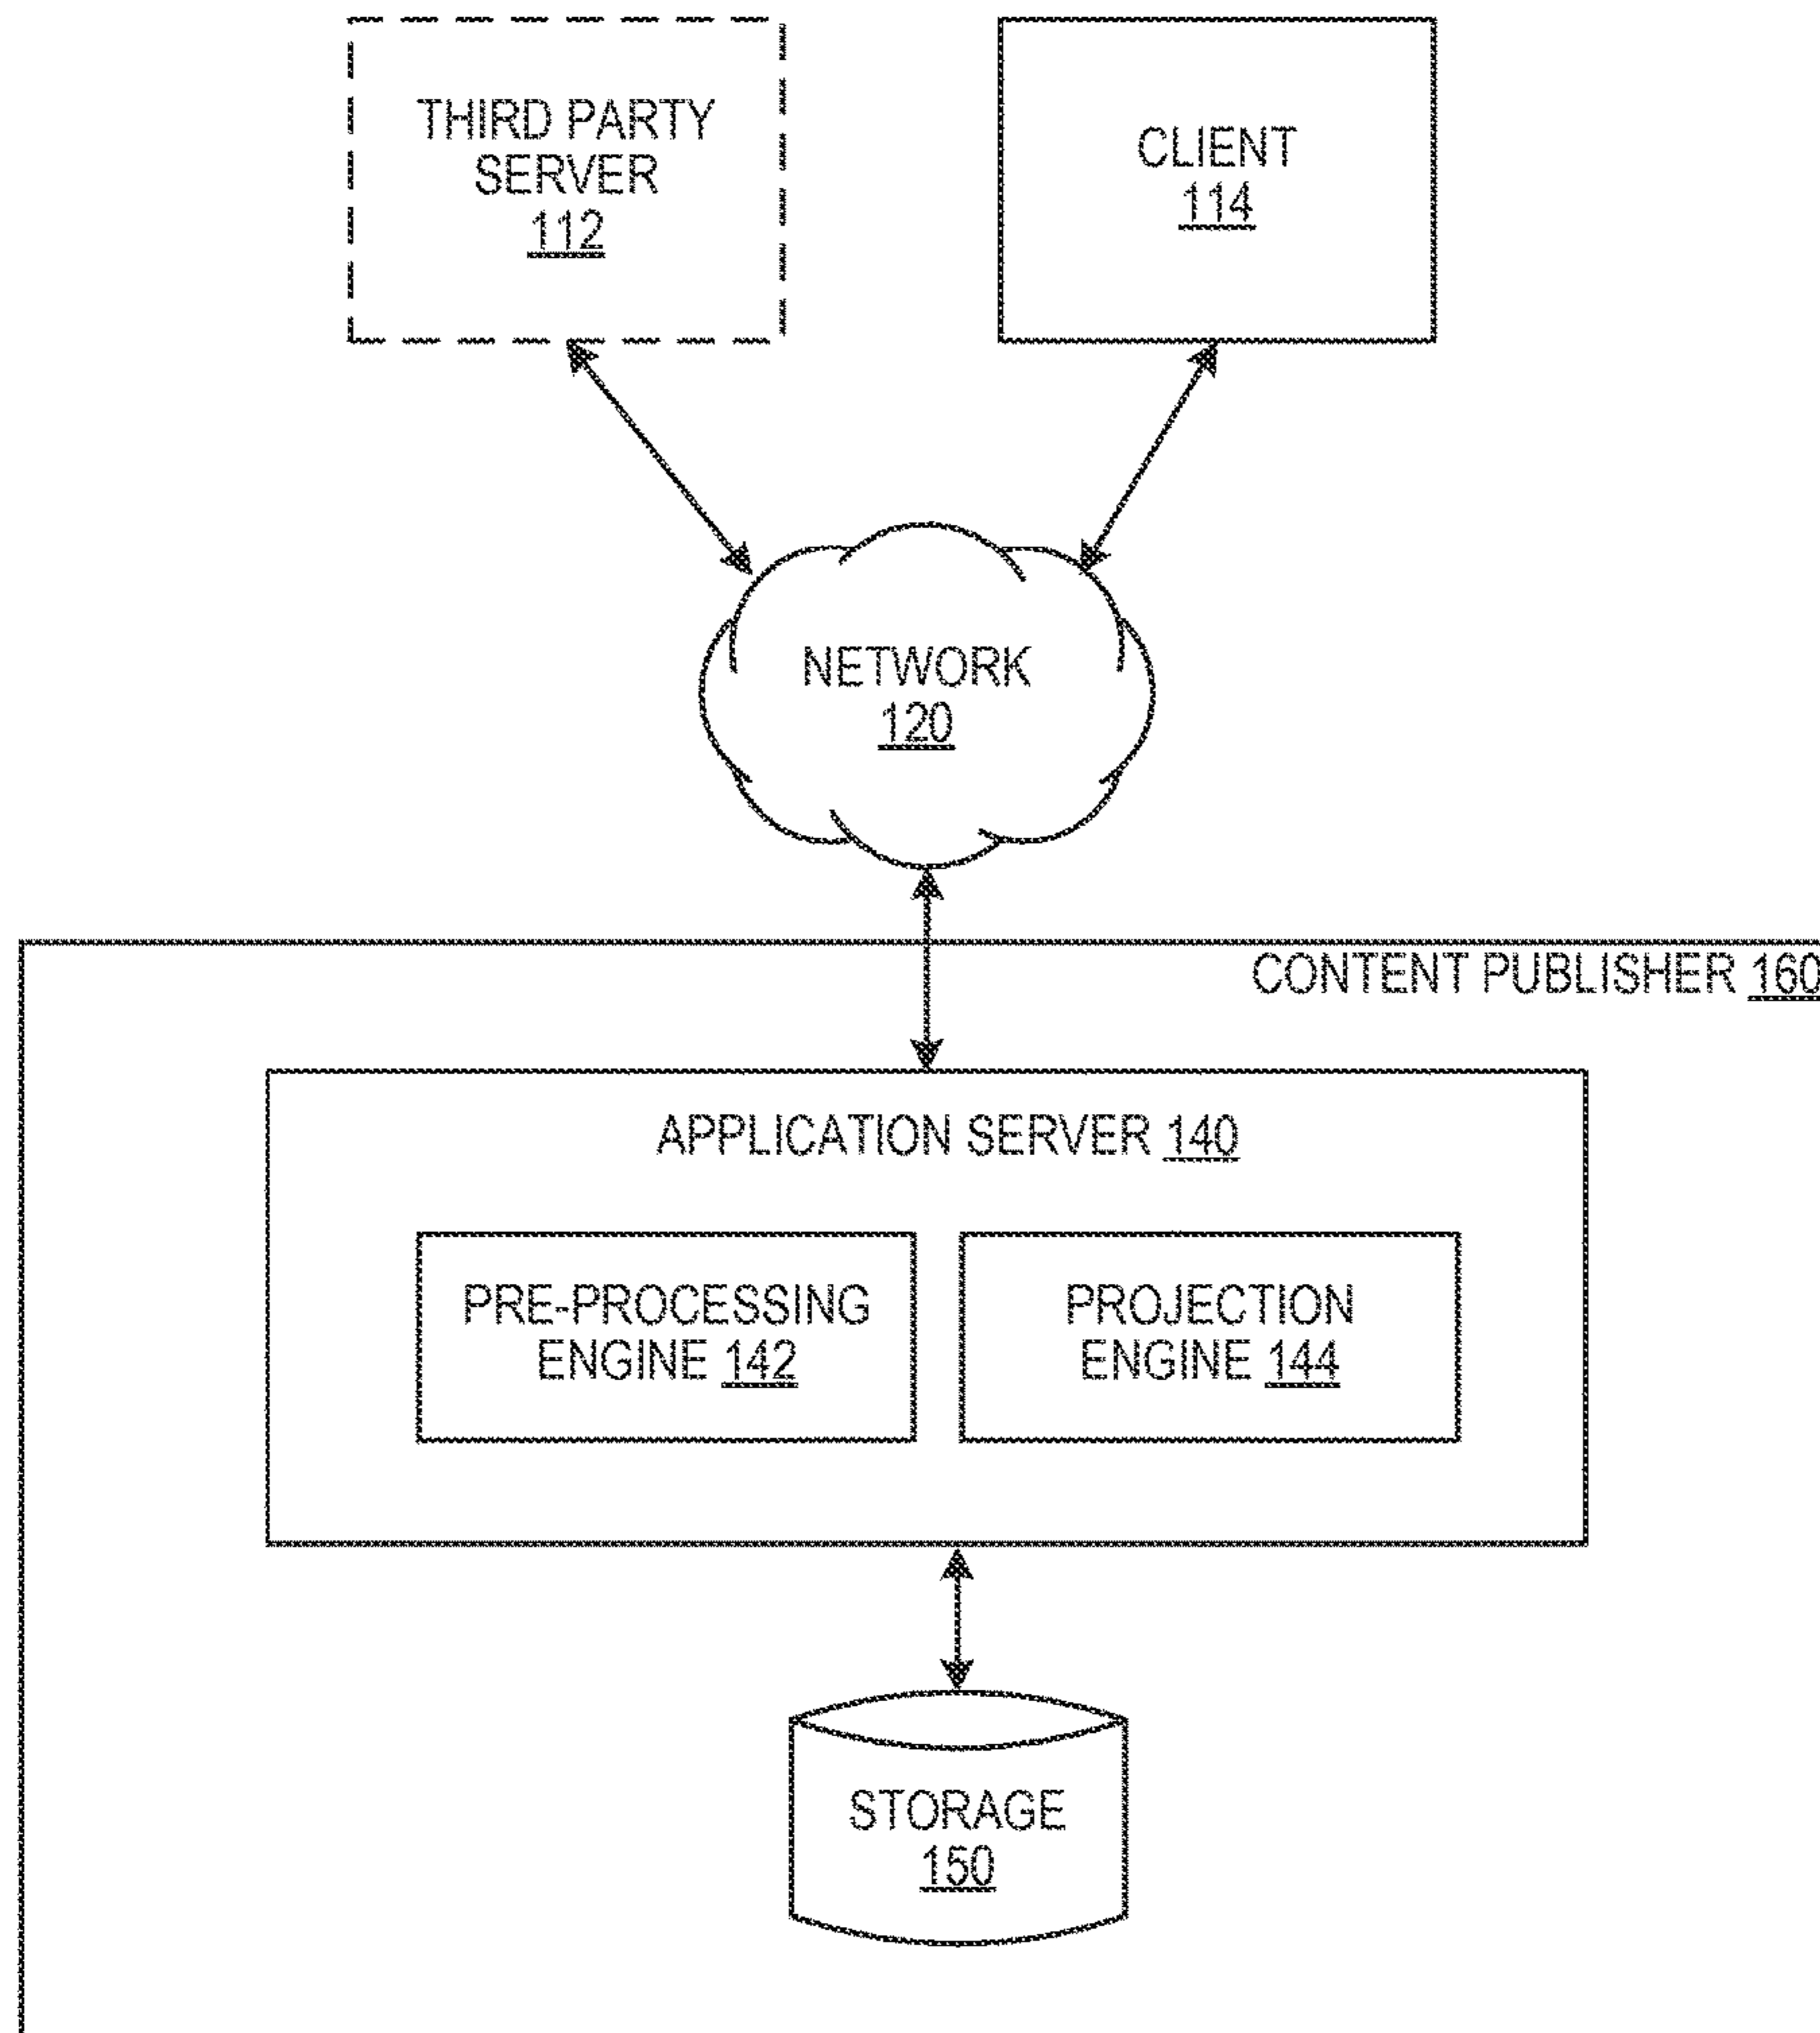 THIRD PARTY
SERVER
112
CLIENT
114
NETWORK
120
CONTENT PUBLISHER 160
APPLICATION SERVER 140
PRE-PROCESSING
ENGINE 142
PROJECTION
ENGINE 144
STORAGE
150